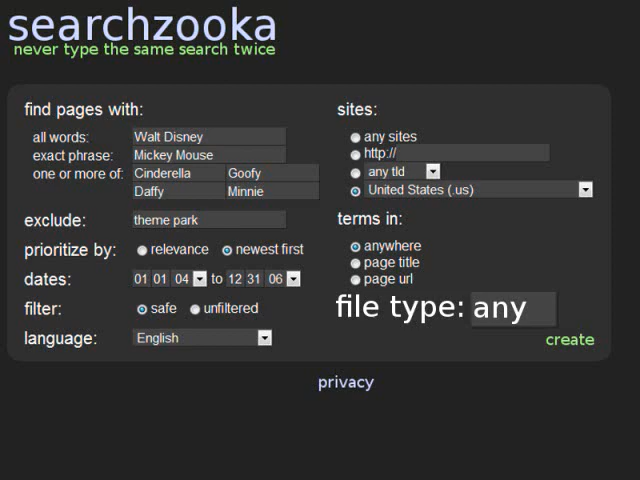 searchzooka
never type the same search twice
find pages with:
all words: Walt Disney
exact phrase: Mickey Mouse
one or more of: Cinderella Goofy
Daffy Minnie
exclude: theme park
prioritize by: relevance newest first
dates: 01 01 04 to 12 31 06
filter: safe unfiltered
language: English
sites:
any sites
http://
any tld
United States (.us)
terms in:
anywhere
page title
page url
file type: any
create
privacy